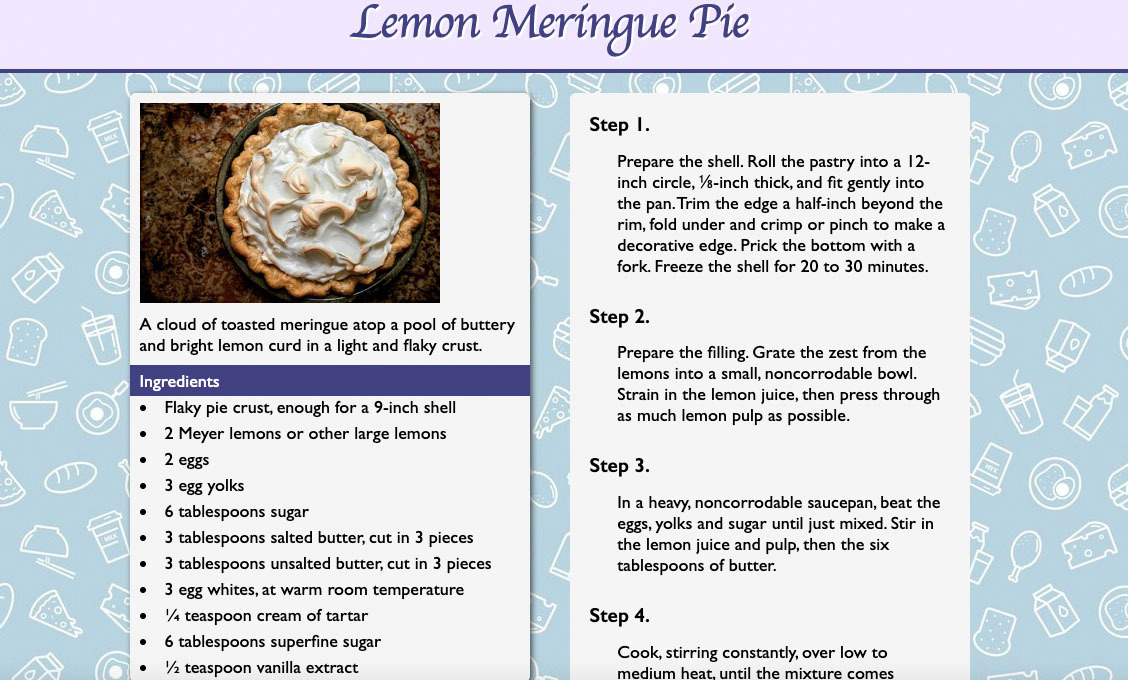 Lemon Meringue Pie
A cloud of toasted meringue atop a pool of buttery
and bright lemon curd in a light and flaky crust.
Ingredients
• Flaky pie crust, enough for a 9-inch shell
• 2 Meyer lemons or other large lemons
• 2 eggs
• 3 egg yolks
• 6 tablespoons sugar
• 3 tablespoons salted butter, cut in 3 pieces
• 3 tablespoons unsalted butter, cut in 3 pieces
• 3 egg whites, at warm room temperature
• ¼ teaspoon cream of tartar
• 6 tablespoons superfine sugar
• ½ teaspoon vanilla extract
Step 1.
Prepare the shell. Roll the pastry into a 12-
inch circle, ⅛-inch thick, and fit gently into
the pan. Trim the edge a half-inch beyond the
rim, fold under and crimp or pinch to make a
decorative edge. Prick the bottom with a
fork. Freeze the shell for 20 to 30 minutes.
Step 2.
Prepare the filling. Grate the zest from the
lemons into a small, noncorrodable bowl.
Strain in the lemon juice, then press through
as much lemon pulp as possible.
Step 3.
In a heavy, noncorrodable saucepan, beat the
eggs, yolks and sugar until just mixed. Stir in
the lemon juice and pulp, then the six
tablespoons of butter.
Step 4.
Cook, stirring constantly, over low to
medium heat, until the mixture comes
MILK
MILK
MILK